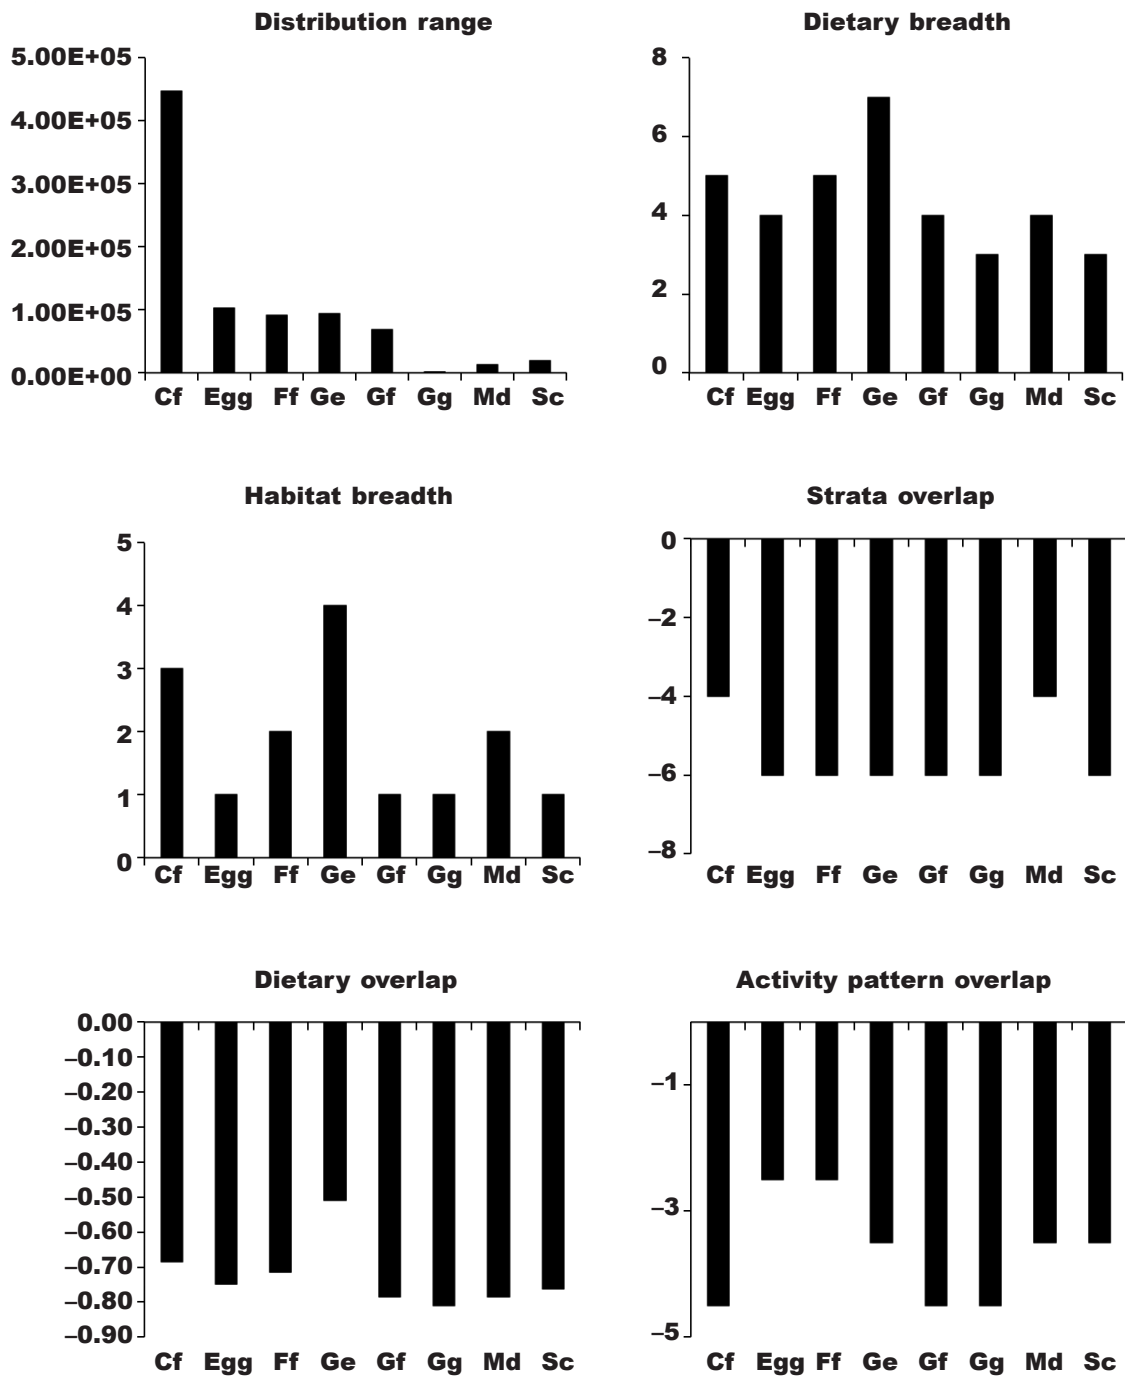 Distribution range
5.00E+05
4.00E+05
3.00E+05
2.00E+05
1.00E+05
0.00E+00
Cf Egg Ff Ge Gf Gg Md Sc
Dietary breadth
8
6
4
2
0
Cf Egg Ff Ge Gf Gg Md Sc
Habitat breadth
5
4
3
2
1
0
Cf Egg Ff Ge Gf Gg Md Sc
Strata overlap
0
–2
–4
–6
–8
Cf Egg Ff Ge Gf Gg Md Sc
Dietary overlap
0.00
–0.10
–0.20
–0.30
–0.40
–0.50
–0.60
–0.70
–0.80
–0.90
Cf Egg Ff Ge Gf Gg Md Sc
Activity pattern overlap
–1
–3
–5
Cf Egg Ff Ge Gf Gg Md Sc